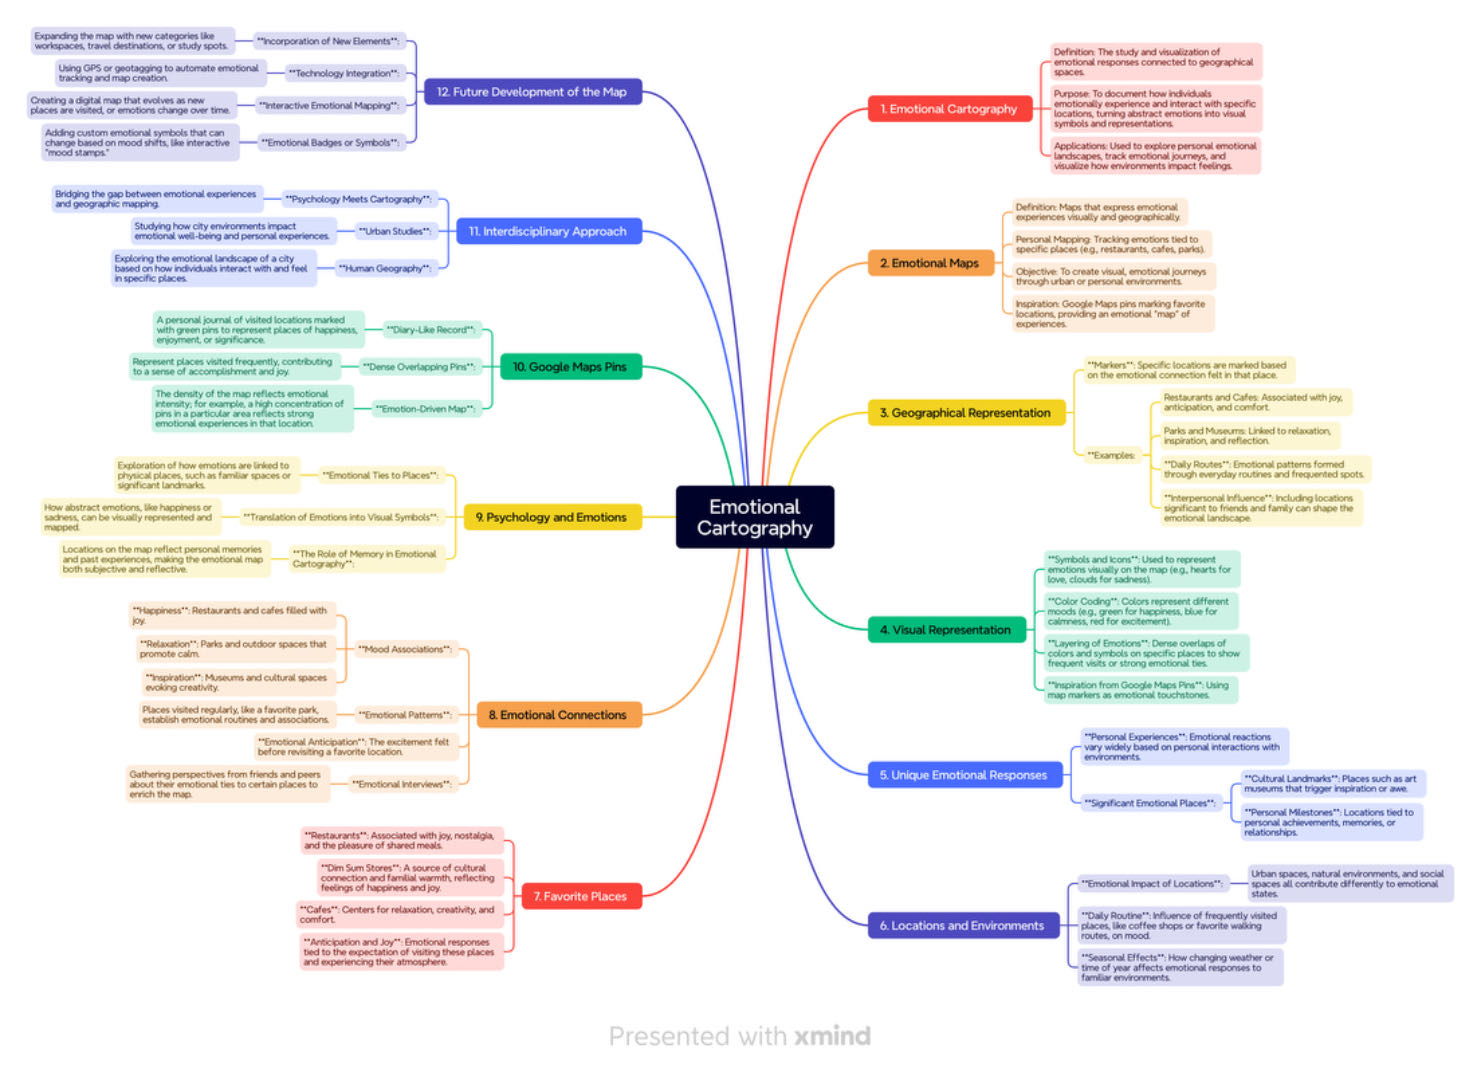 Emotional
Cartography
1. Emotional Cartography
Definition: The study and visualization of
emotional responses connected to geographical
spaces.
Purpose: To document how individuals
emotionally experience and interact with specific
locations, turning abstract emotions into visual
symbols and representations.
Applications: Used to explore personal emotional
landscapes, track emotional journeys, and
visualize how environments impact feelings.
2. Emotional Maps
Definition: Maps that express emotional
experiences visually and geographically.
Personal Mapping: Tracking emotions tied to
specific places (e.g., restaurants, cafes, parks).
Objective: To create visual, emotional journeys
through urban or personal environments.
Inspiration: Google Maps pins marking favorite
locations, providing an emotional "map" of
experiences.
3. Geographical Representation
**Markers**: Specific locations are marked based
on the emotional connection felt in that place.
**Examples:
Restaurants and Cafes: Associated with joy,
anticipation, and comfort.
Parks and Museums: Linked to relaxation,
inspiration, and reflection.
**Daily Routes**: Emotional patterns formed
through everyday routines and frequented spots.
**Interpersonal Influence**: Including locations
significant to friends and family can shape the
emotional landscape.
4. Visual Representation
**Symbols and Icons**: Used to represent
emotions visually on the map (e.g., hearts for
love, clouds for sadness).
**Color Coding**: Colors represent different
moods (e.g., green for happiness, blue for
calmness, red for excitement).
**Layering of Emotions**: Dense overlaps of
colors and symbols on specific places to show
frequent visits or strong emotional ties.
**Inspiration from Google Maps Pins**: Using
map markers as emotional touchstones.
5. Unique Emotional Responses
**Personal Experiences**: Emotional reactions
vary widely based on personal interactions with
environments.
**Significant Emotional Places**:
**Cultural Landmarks**: Places such as art
museums that trigger inspiration or awe.
**Personal Milestones**: Locations tied to
personal achievements, memories, or
relationships.
6. Locations and Environments
**Emotional Impact of Locations**:
Urban spaces, natural environments, and social
spaces all contribute differently to emotional
states.
**Daily Routine**: Influence of frequently visited
places, like coffee shops or favorite walking
routes, on mood.
**Seasonal Effects**: How changing weather or
time of year affects emotional responses to
familiar environments.
7. Favorite Places
**Restaurants**: Associated with joy, nostalgia,
and the pleasure of shared meals.
**Dim Sum Stores**: A source of cultural
connection and familial warmth, reflecting
feelings of happiness and joy.
**Cafes**: Centers for relaxation, creativity, and
comfort.
**Anticipation and Joy**: Emotional responses
tied to the expectation of visiting these places
and experiencing their atmosphere.
8. Emotional Connections
**Mood Associations**:
**Happiness**: Restaurants and cafes filled with
joy.
**Relaxation**: Parks and outdoor spaces that
promote calm.
**Inspiration**: Museums and cultural spaces
evoking creativity.
**Emotional Patterns**:
Places visited regularly, like a favorite park,
establish emotional routines and associations.
**Emotional Anticipation**: The excitement felt
before revisiting a favorite location.
**Emotional Interviews**:
Gathering perspectives from friends and peers
about their emotional ties to certain places to
enrich the map.
9. Psychology and Emotions
**Emotional Ties to Places**:
Exploration of how emotions are linked to
physical places, such as familiar spaces or
significant landmarks.
**Translation of Emotions into Visual Symbols**:
How abstract emotions, like happiness or
sadness, can be visually represented and
mapped.
**The Role of Memory in Emotional
Cartography**:
Locations on the map reflect personal memories
and past experiences, making the emotional map
both subjective and reflective.
10. Google Maps Pins
**Diary-Like Record**:
A personal journal of visited locations marked
with green pins to represent places of happiness,
enjoyment, or significance.
**Dense Overlapping Pins**:
Represent places visited frequently, contributing
to a sense of accomplishment and joy.
**Emotion-Driven Map**:
The density of the map reflects emotional
intensity; for example, a high concentration of
pins in a particular area reflects strong
emotional experiences in that location.
11. Interdisciplinary Approach
**Psychology Meets Cartography**:
Bridging the gap between emotional experiences
and geographic mapping.
**Urban Studies**:
Studying how city environments impact
emotional well-being and personal experiences.
**Human Geography**:
Exploring the emotional landscape of a city
based on how individuals interact with and feel
in specific places.
12. Future Development of the Map
**Incorporation of New Elements**:
Expanding the map with new categories like
workspaces, travel destinations, or study spots.
**Technology Integration**:
Using GPS or geotagging to automate emotional
tracking and map creation.
**Interactive Emotional Mapping**:
Creating a digital map that evolves as new
places are visited, or emotions change over time.
**Emotional Badges or Symbols**:
Adding custom emotional symbols that can
change based on mood shifts, like interactive
"mood stamps."
Presented with xmind